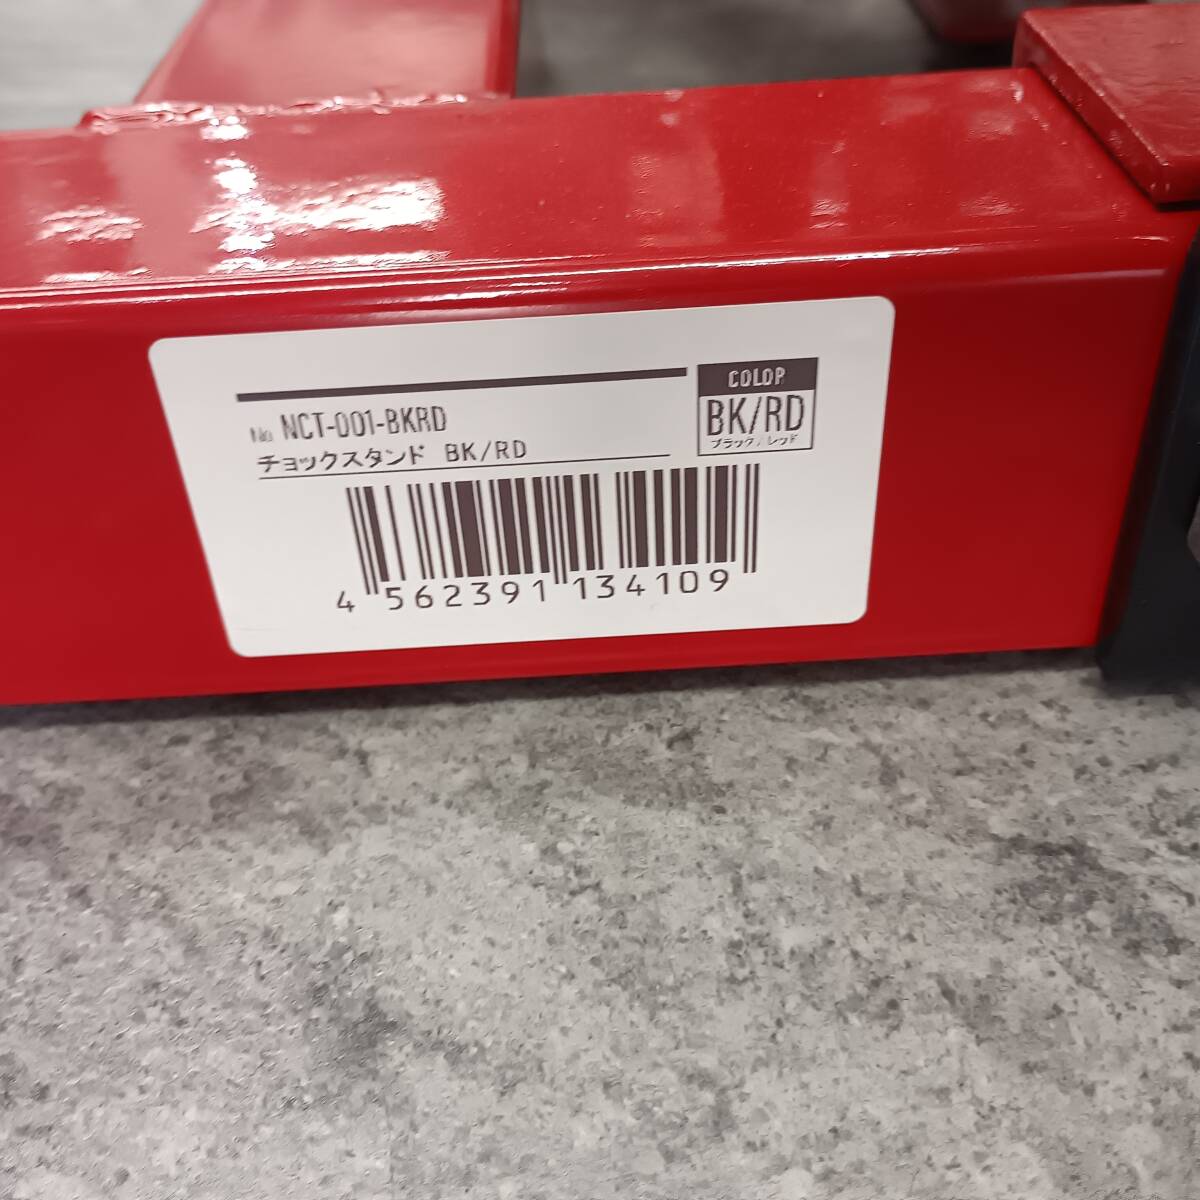 No. NCT-001-BKRD
チョックスタンド BK/RD
COLOR
BK/RD
ブラック/レッド
4 562391 134109